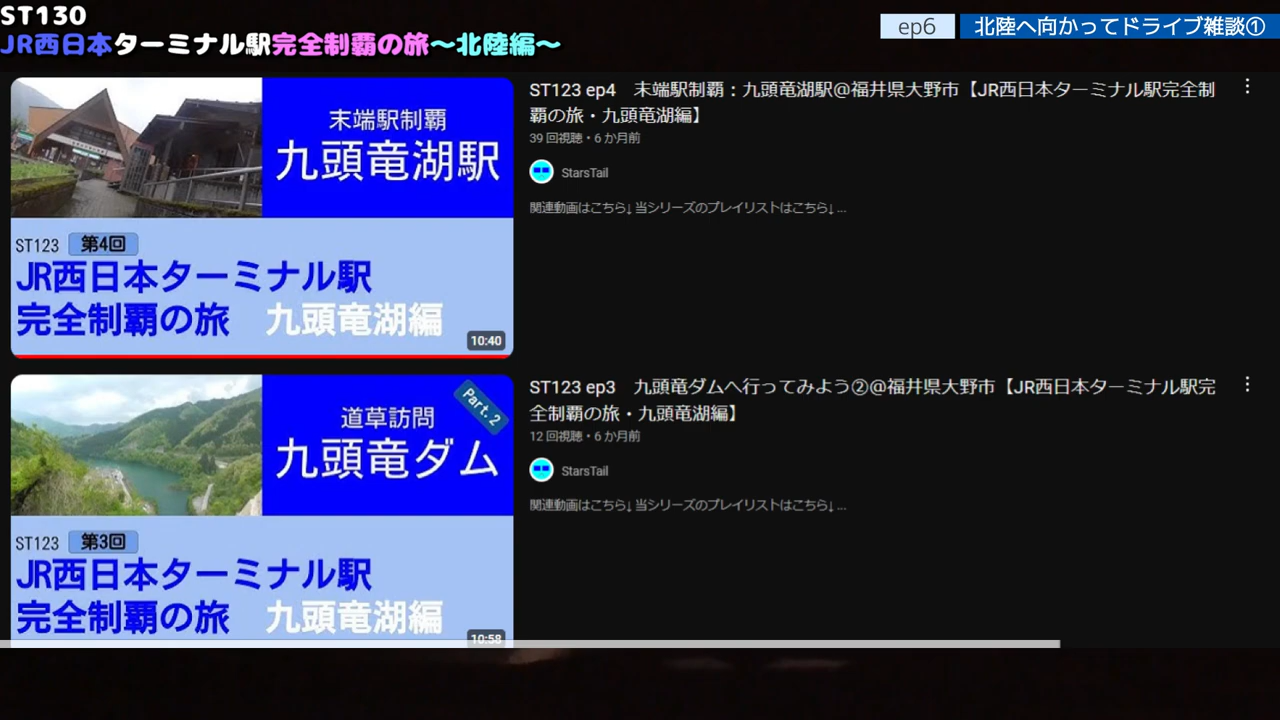 ST130
JR西日本ターミナル駅完全制覇の旅～北陸編～
ep6 北陸へ向かってドライブ雑談①
末端駅制覇
九頭竜湖駅
ST123 第4回
JR西日本ターミナル駅
完全制覇の旅 九頭竜湖編
10:40
ST123 ep4 末端駅制覇：九頭竜湖駅@福井県大野市【JR西日本ターミナル駅完全制
覇の旅・九頭竜湖編】
39 回視聴・6 か月前
StarsTail
関連動画はこちら↓ 当シリーズのプレイリストはこちら↓ ...
Part. 2
道草訪問
九頭竜ダム
ST123 第3回
JR西日本ターミナル駅
完全制覇の旅 九頭竜湖編
10:58
ST123 ep3 九頭竜ダムへ行ってみよう②@福井県大野市【JR西日本ターミナル駅完
全制覇の旅・九頭竜湖編】
12 回視聴・6 か月前
StarsTail
関連動画はこちら↓ 当シリーズのプレイリストはこちら↓ ...